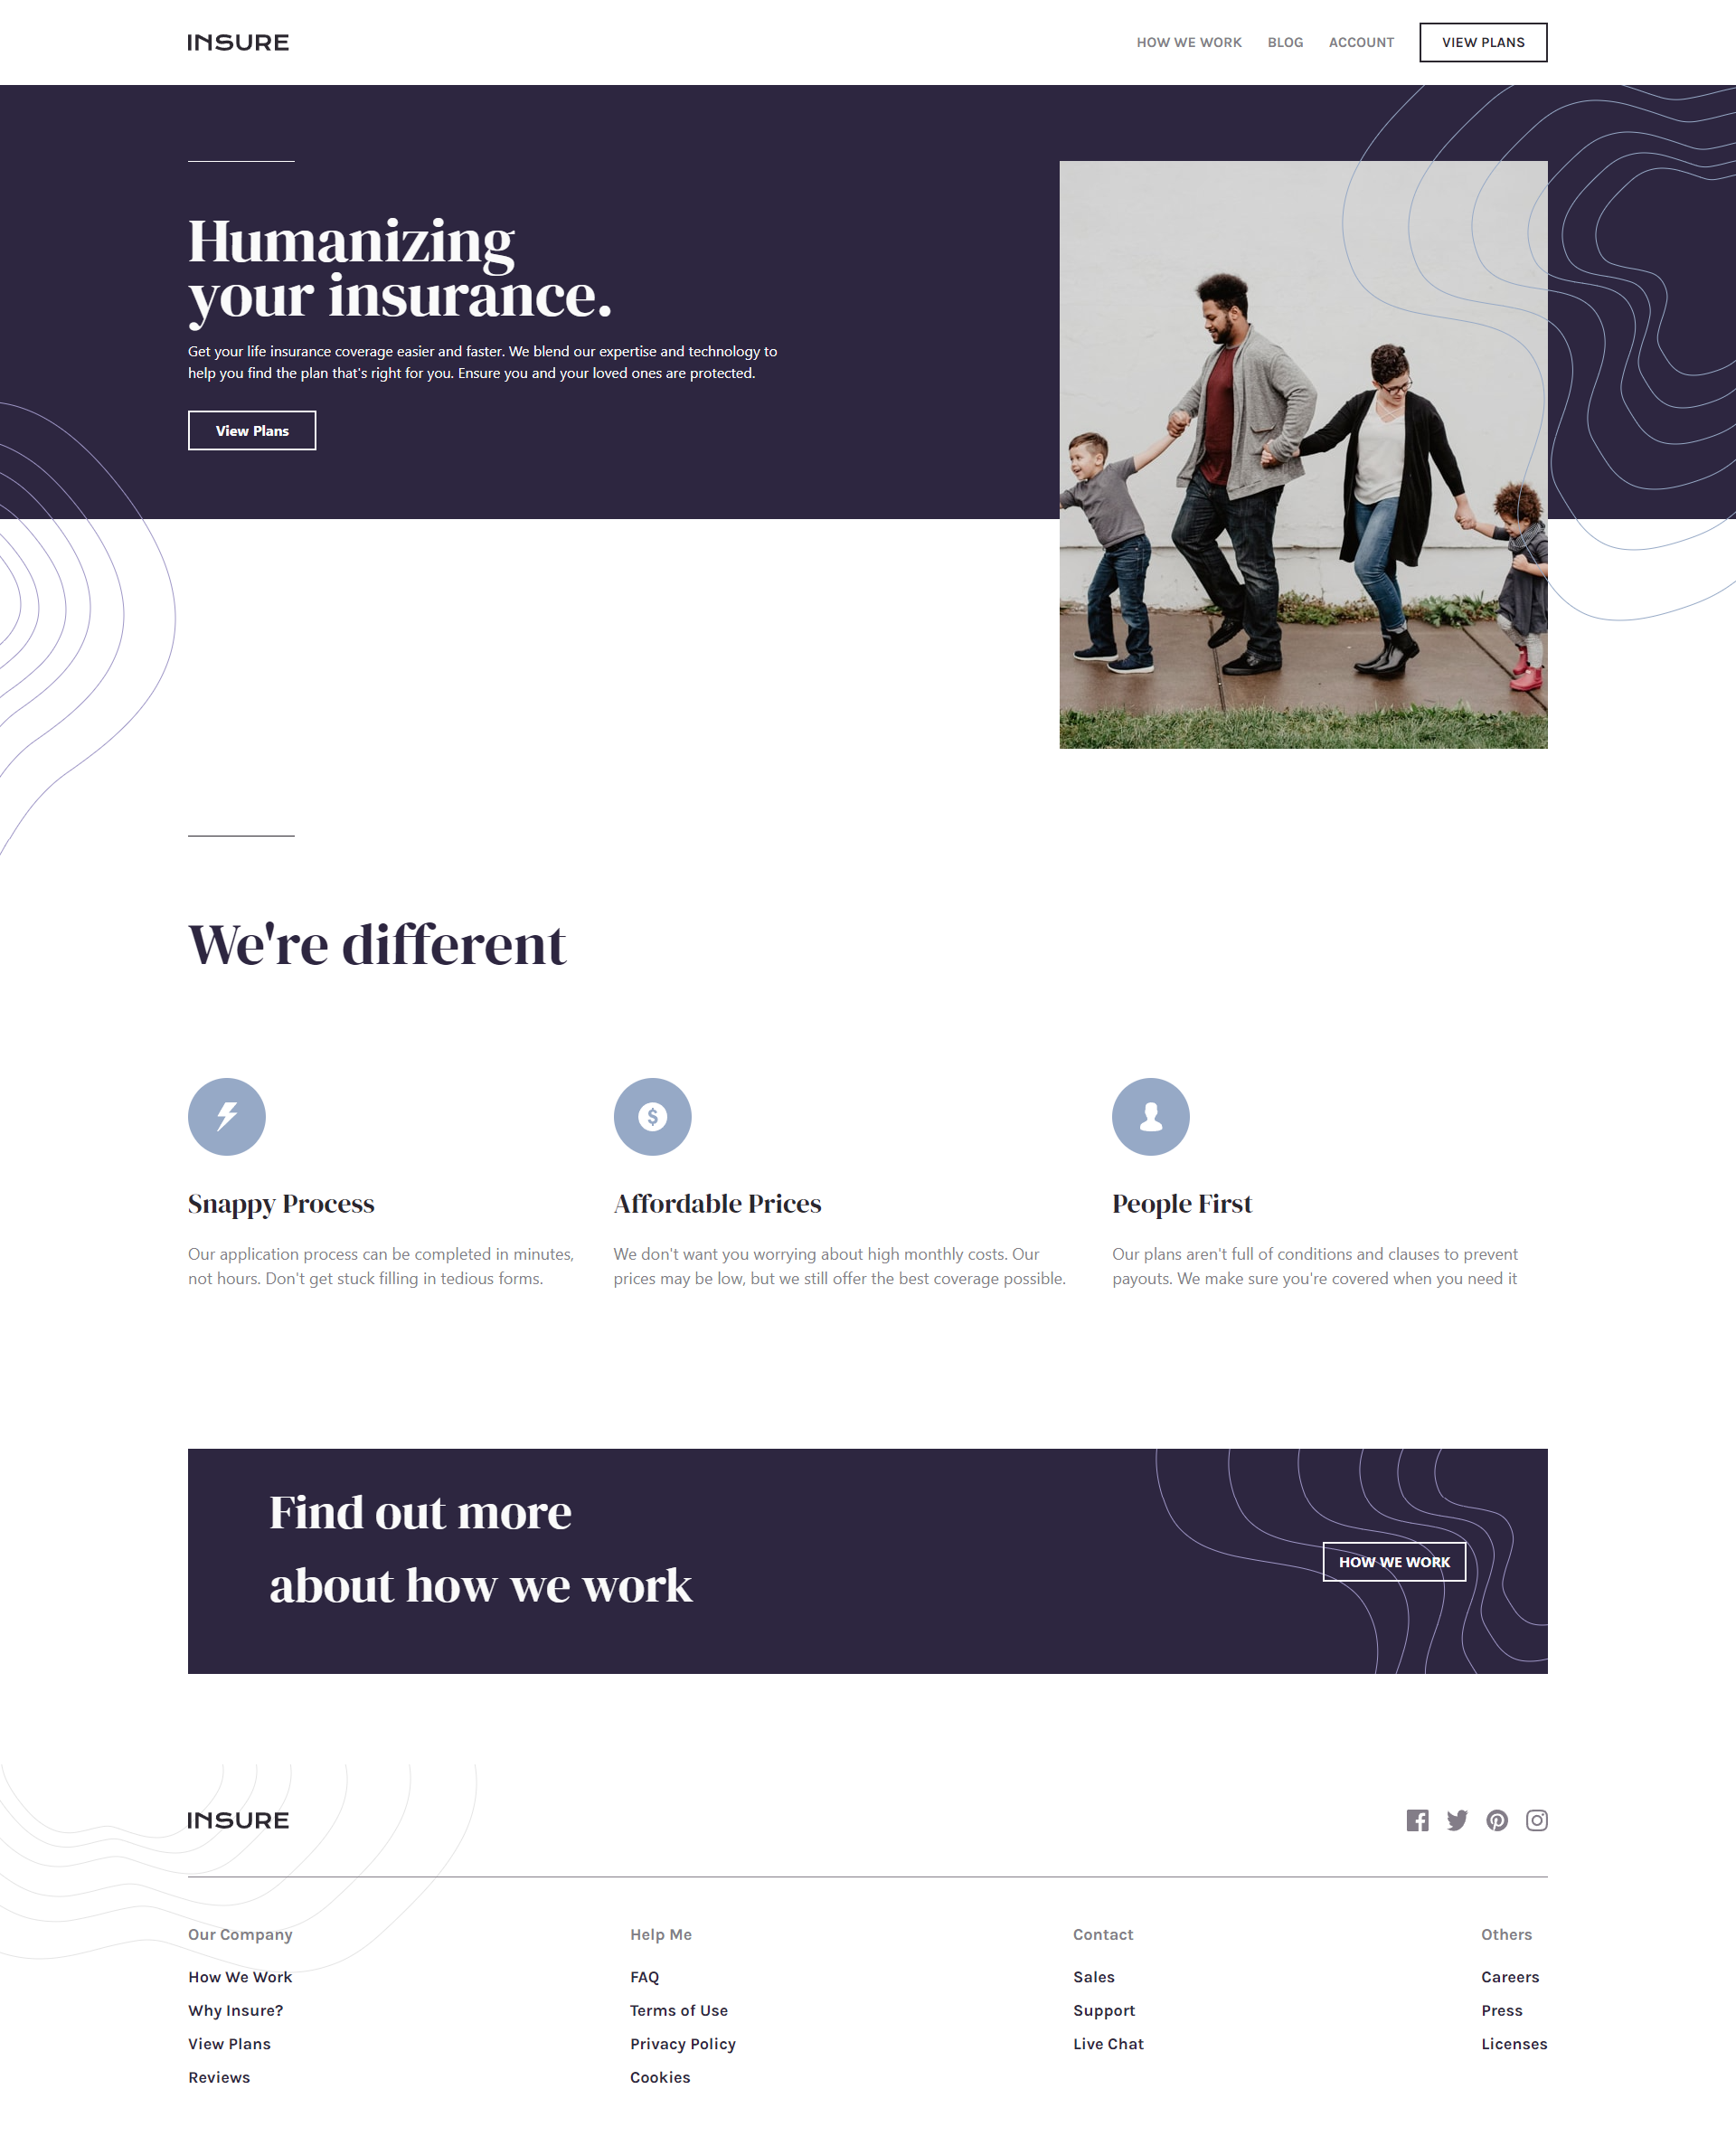 INSURE
HOW WE WORK
BLOG
ACCOUNT
VIEW PLANS
Humanizing
your insurance.
Get your life insurance coverage easier and faster. We blend our expertise and technology to
help you find the plan that's right for you. Ensure you and your loved ones are protected.
View Plans
We're different
Snappy Process
Our application process can be completed in minutes,
not hours. Don't get stuck filling in tedious forms.
Affordable Prices
We don't want you worrying about high monthly costs. Our
prices may be low, but we still offer the best coverage possible.
People First
Our plans aren't full of conditions and clauses to prevent
payouts. We make sure you're covered when you need it
Find out more
about how we work
HOW WE WORK
INSURE
Our Company
How We Work
Why Insure?
View Plans
Reviews
Help Me
FAQ
Terms of Use
Privacy Policy
Cookies
Contact
Sales
Support
Live Chat
Others
Careers
Press
Licenses